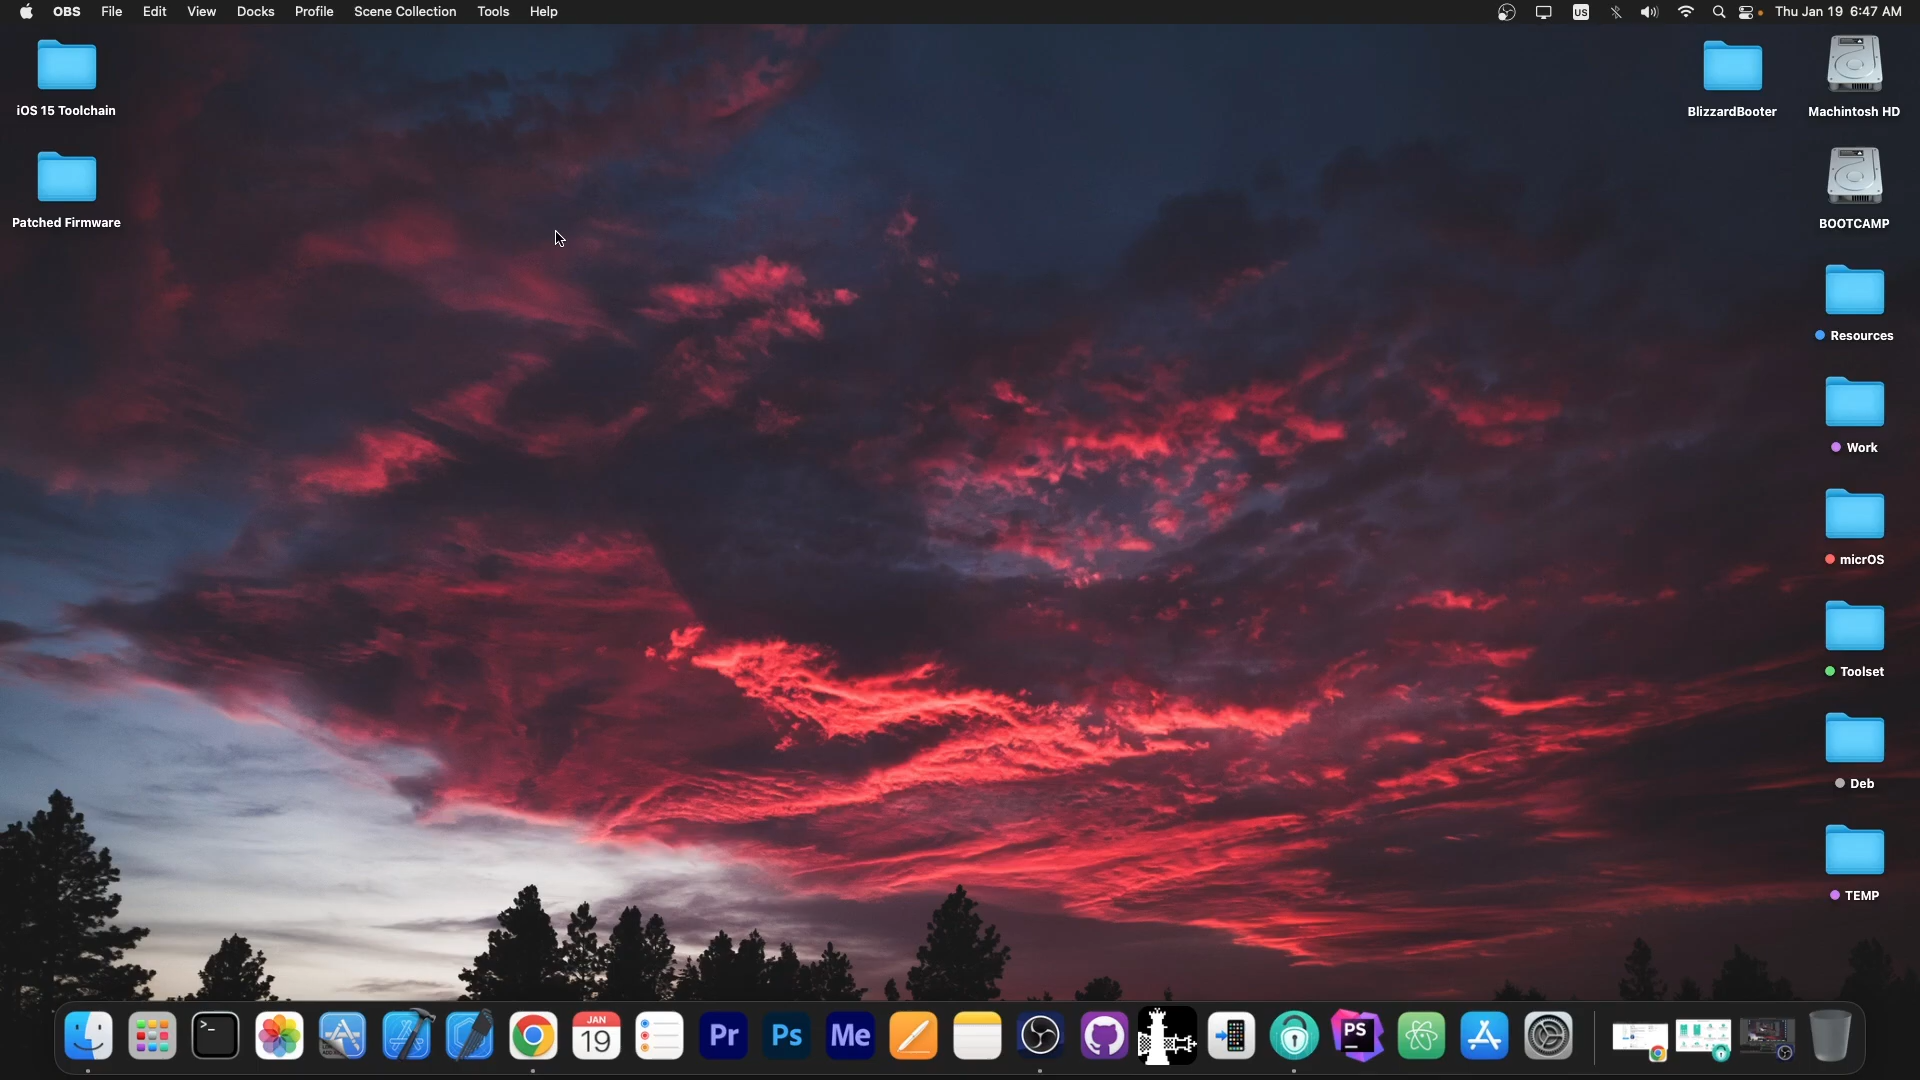 OBS File Edit View Docks Profile Scene Collection Tools Help US Thu Jan 19 6:47 AM
iOS 15 Toolchain
Patched Firmware
BlizzardBooter
Machintosh HD
BOOTCAMP
Resources
Work
micrOS
Toolset
Deb
TEMP
>_
JAN
19
Pr
Ps
Me
PS